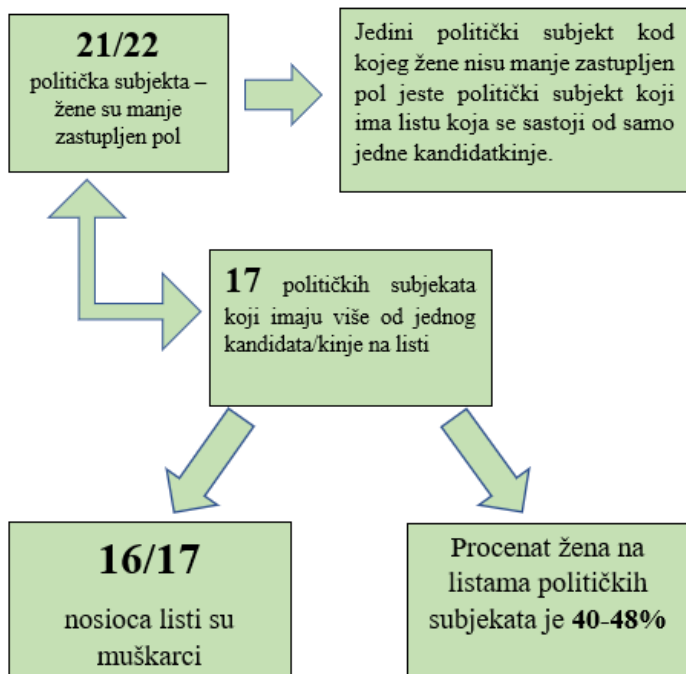 21/22
politička subjekta –
žene su manje
zastupljen pol
Jedini politički subjekt kod
kojeg žene nisu manje zastupljen
pol jeste politički subjekt koji
ima listu koja se sastoji od samo
jedne kandidatkinje.
17 političkih subjekata
koji imaju više od jednog
kandidata/kinje na listi
16/17
nosioca listi su
muškarci
Procenat žena na
listama političkih
subjekata je 40-48%